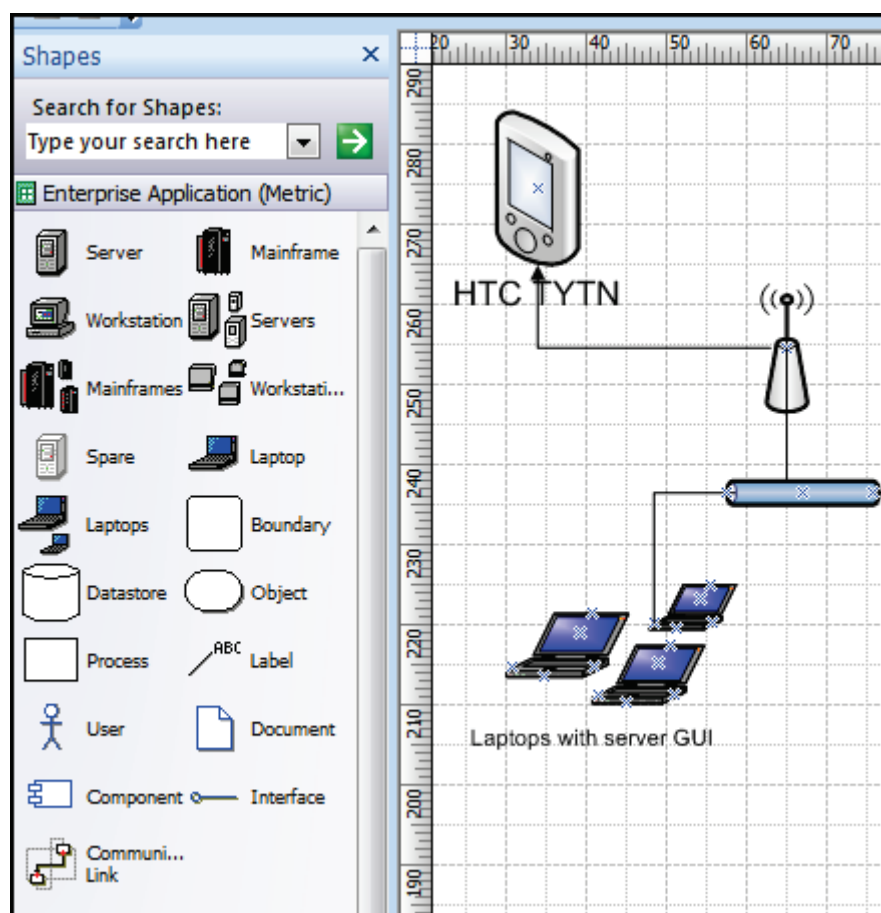 Shapes
Search for Shapes:
Type your search here
Enterprise Application (Metric)
Server
Mainframe
Workstation
Servers
Mainframes
Workstati...
Spare
Laptop
Laptops
Boundary
Datastore
Object
Process
ABC
Label
User
Document
Component
Interface
Communi...
Link
20 30 40 50 60 70
290
280
270
260
250
240
230
220
210
200
190
HTC TYTN
Laptops with server GUI